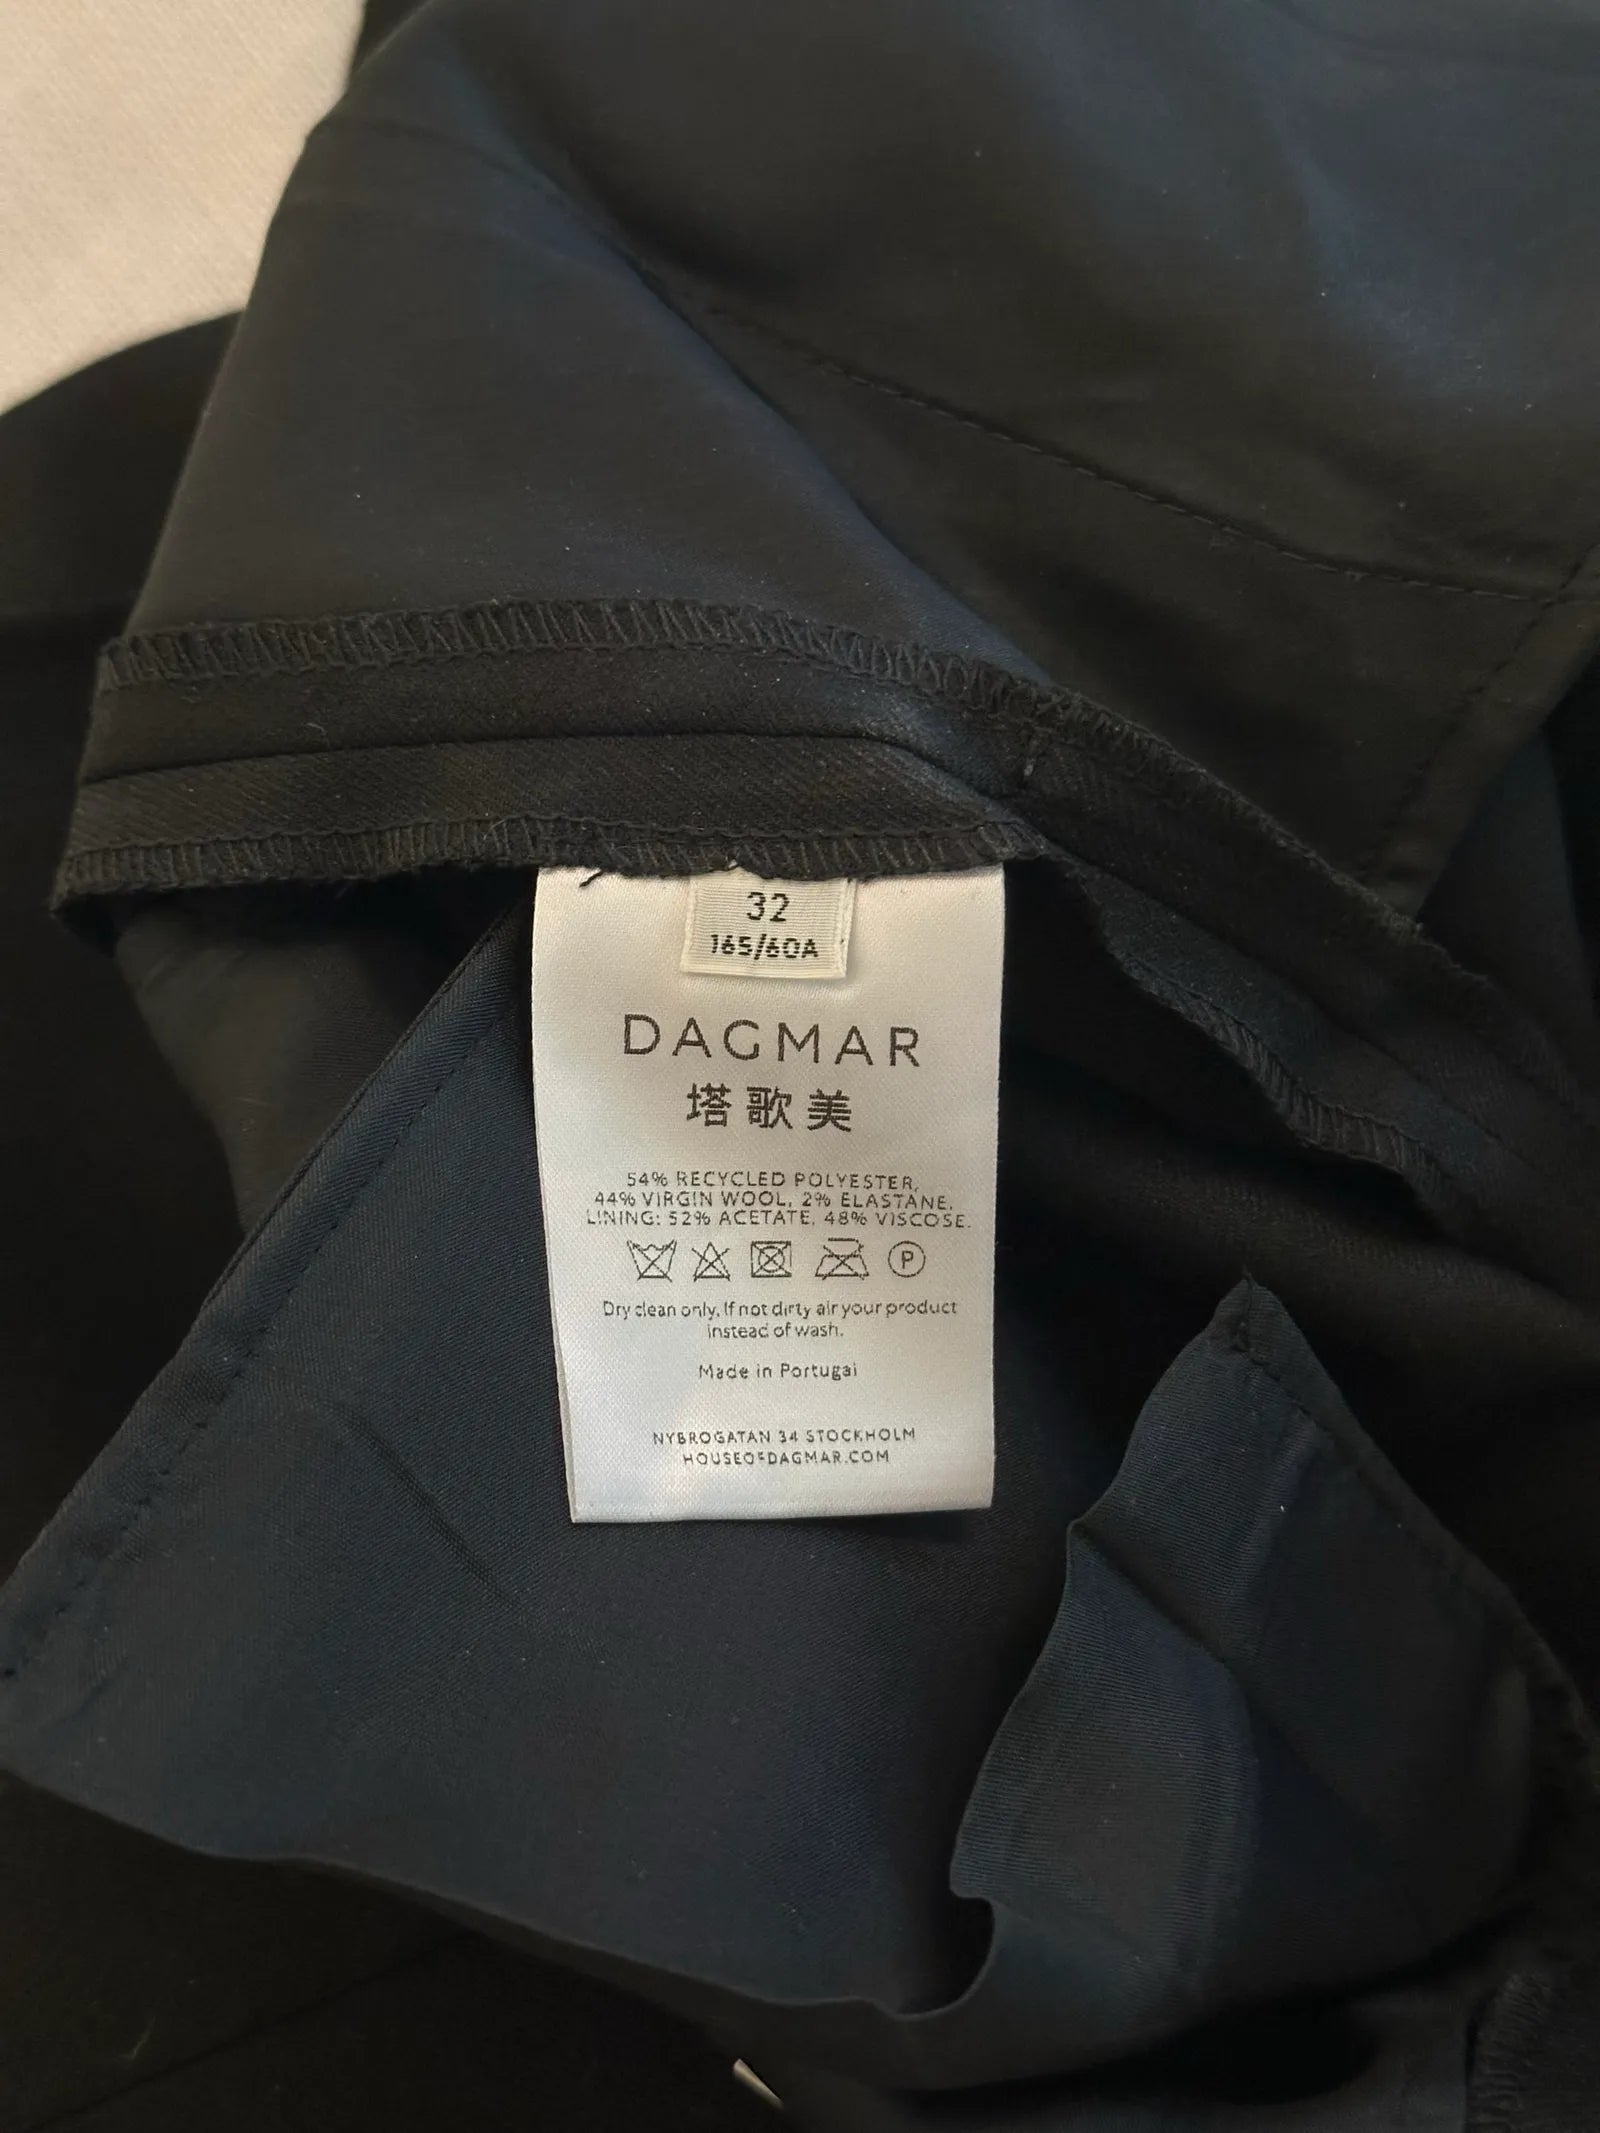 32
165/60A
DAGMAR
塔歌美
54% RECYCLED POLYESTER,
44% VIRGIN WOOL, 2% ELASTANE.
LINING: 52% ACETATE, 48% VISCOSE.
P
Dry clean only. If not dirty air your product
instead of wash.
Made in Portugal
NYBROGATAN 34 STOCKHOLM
HOUSEOFDAGMAR.COM